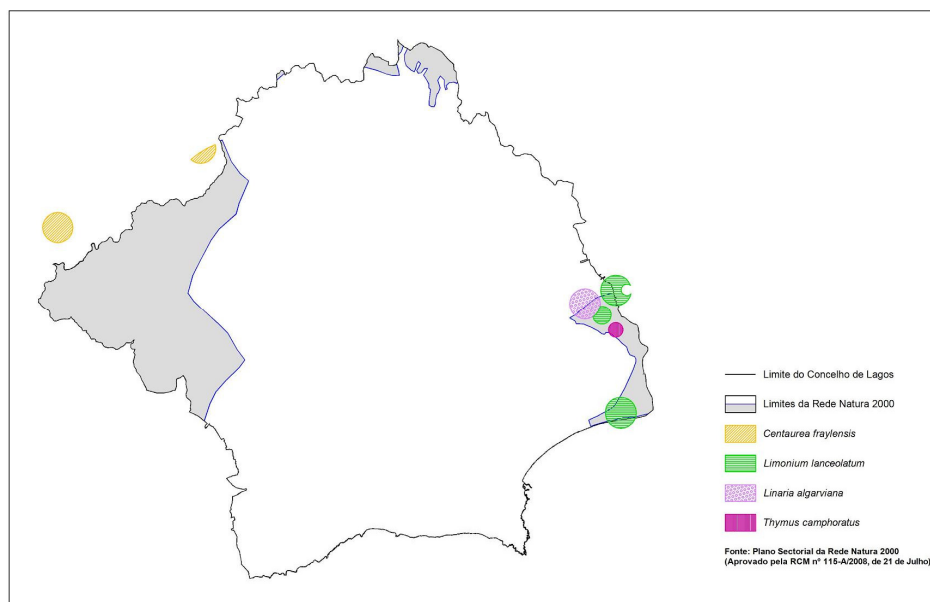 Limite do Concelho de Lagos
Limites da Rede Natura 2000
Centaurea fraylensis
Limonium lanceolatum
Linaria algarviana
Thymus camphoratus
Fonte: Plano Sectorial da Rede Natura 2000
(Aprovado pela RCM nº 115-A/2008, de 21 de Julho)